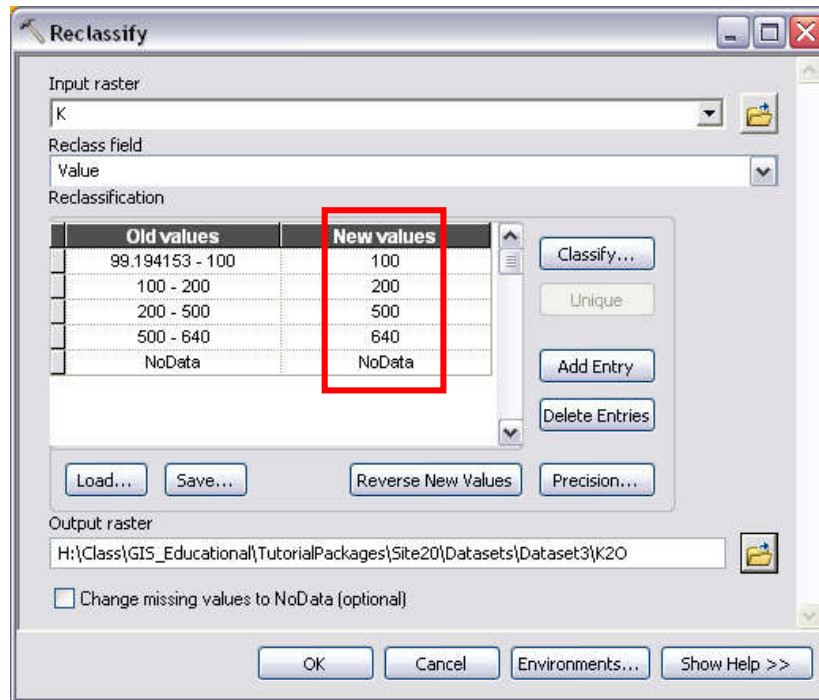 Reclassify
Input raster
K
Reclass field
Value
Reclassification
Old values New values
99.194153 - 100 100
100 - 200 200
200 - 500 500
500 - 640 640
NoData NoData
Classify...
Unique
Add Entry
Delete Entries
Load... Save... Reverse New Values Precision...
Output raster
H:\Class\GIS_Educational\TutorialPackages\Site20\Datasets\Dataset3\K2O
Change missing values to NoData (optional)
OK Cancel Environments... Show Help >>